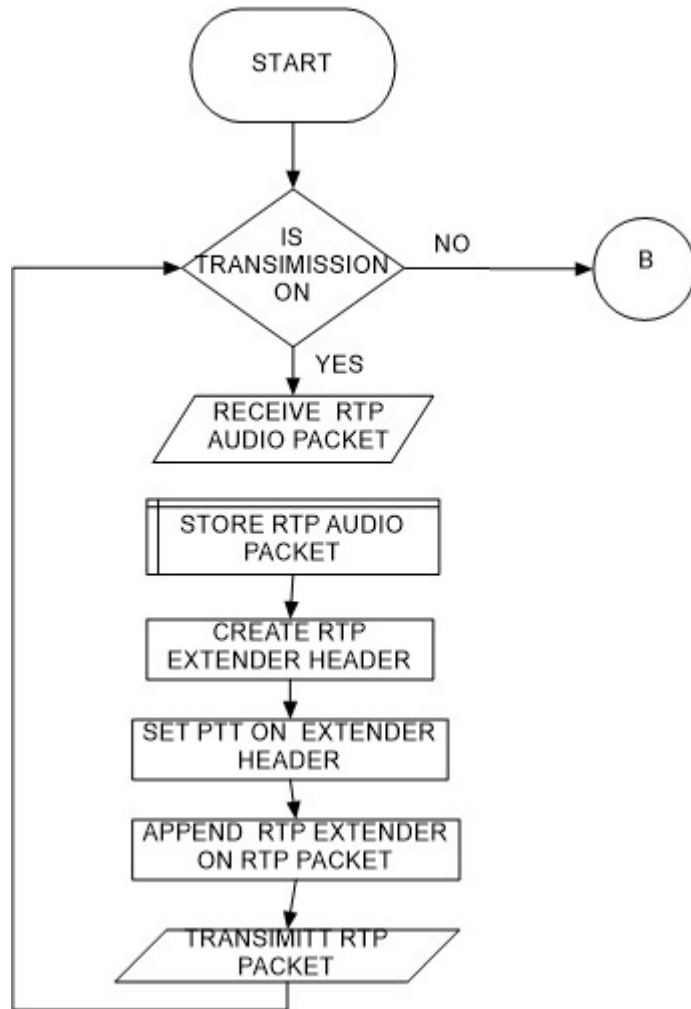 START
IS
TRANSIMISSION
ON
NO
B
YES
RECEIVE RTP
AUDIO PACKET
STORE RTP AUDIO
PACKET
CREATE RTP
EXTENDER HEADER
SET PTT ON EXTENDER
HEADER
APPEND RTP EXTENDER
ON RTP PACKET
TRANSIMITT RTP
PACKET